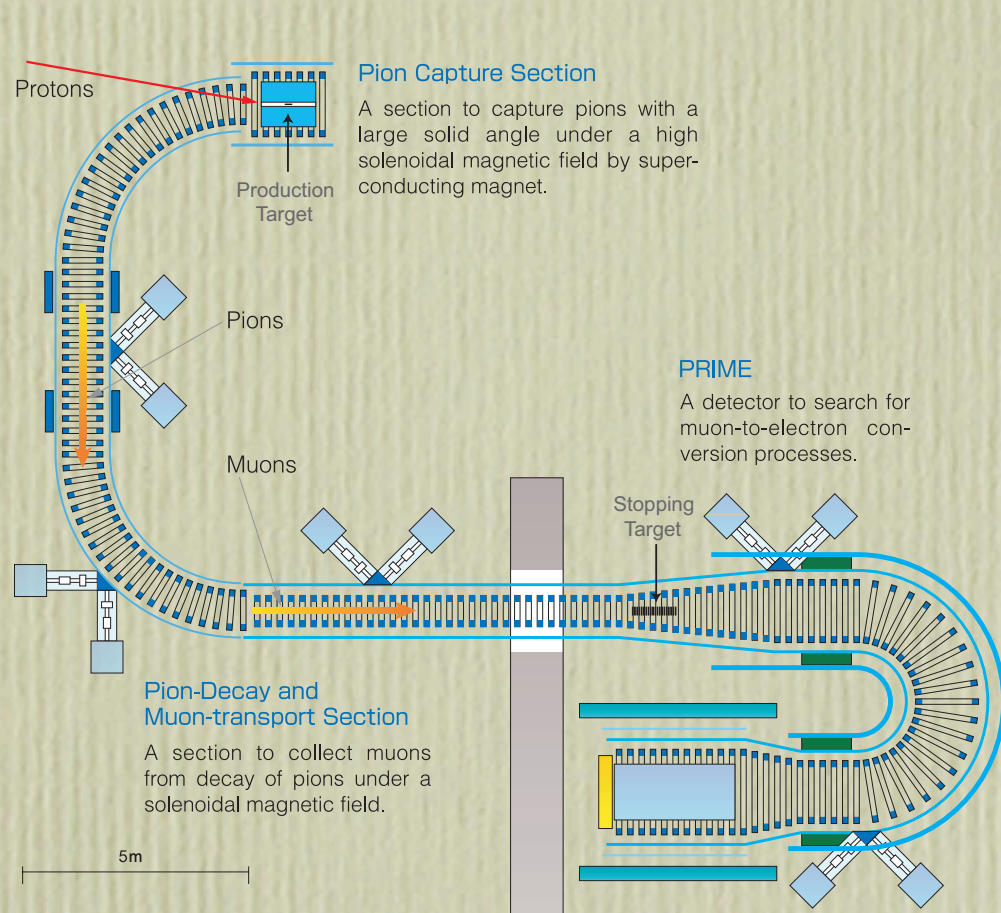 Protons
Pion Capture Section
A section to capture pions with a
large solid angle under a high
solenoidal magnetic field by super-
conducting magnet.
Production
Target
Pions
PRIME
A detector to search for
muon-to-electron con-
version processes.
Muons
Stopping
Target
Pion-Decay and
Muon-transport Section
A section to collect muons
from decay of pions under a
solenoidal magnetic field.
5m